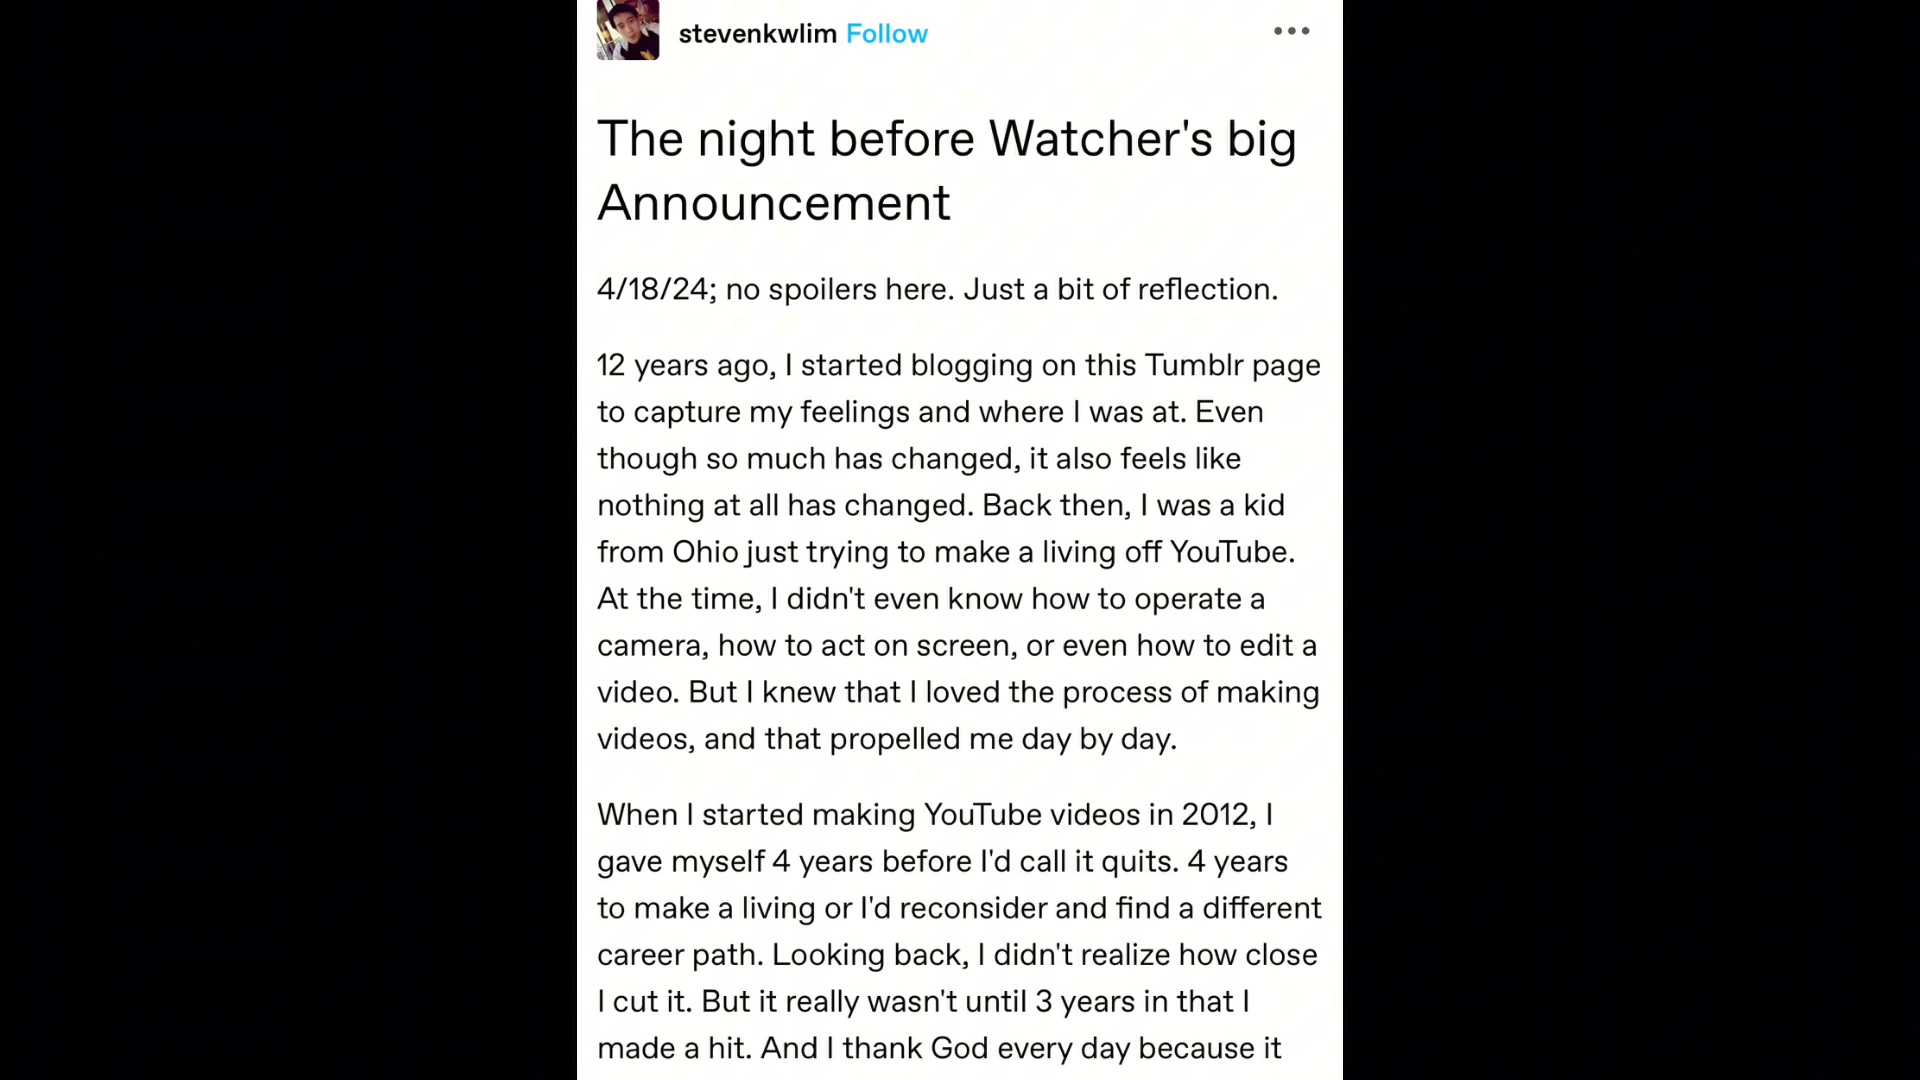 stevenkwlim Follow
The night before Watcher's big
Announcement
4/18/24; no spoilers here. Just a bit of reflection.
12 years ago, I started blogging on this Tumblr page
to capture my feelings and where I was at. Even
though so much has changed, it also feels like
nothing at all has changed. Back then, I was a kid
from Ohio just trying to make a living off YouTube.
At the time, I didn't even know how to operate a
camera, how to act on screen, or even how to edit a
video. But I knew that I loved the process of making
videos, and that propelled me day by day.
When I started making YouTube videos in 2012, I
gave myself 4 years before I'd call it quits. 4 years
to make a living or I'd reconsider and find a different
career path. Looking back, I didn't realize how close
I cut it. But it really wasn't until 3 years in that I
made a hit. And I thank God every day because it